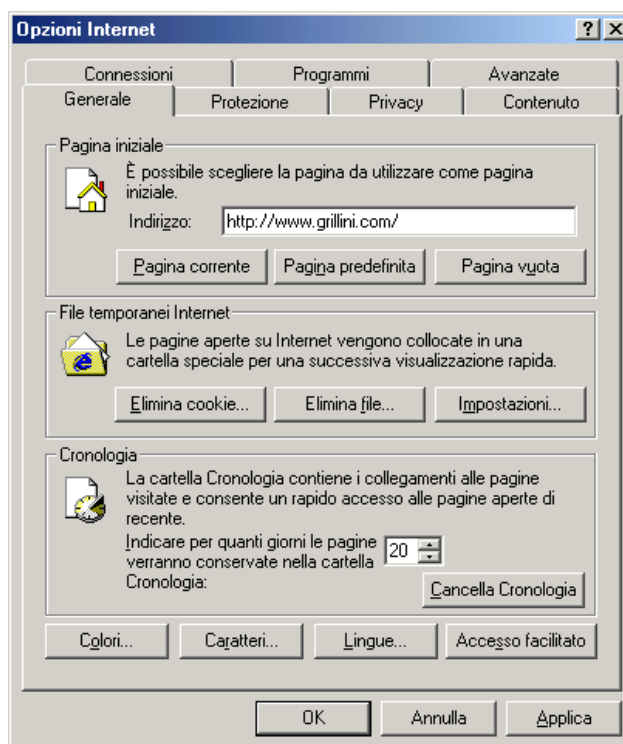 Opzioni Internet
Connessioni Programmi Avanzate
Generale Protezione Privacy Contenuto
Pagina iniziale
È possibile scegliere la pagina da utilizzare come pagina
iniziale.
Indirizzo: http://www.grillini.com/
Pagina corrente Pagina predefinita Pagina vuota
File temporanei Internet
Le pagine aperte su Internet vengono collocate in una
cartella speciale per una successiva visualizzazione rapida.
Elimina cookie... Elimina file... Impostazioni...
Cronologia
La cartella Cronologia contiene i collegamenti alle pagine
visitate e consente un rapido accesso alle pagine aperte di
recente.
Indicare per quanti giorni le pagine 20
verranno conservate nella cartella
Cronologia:
Cancella Cronologia
Colori... Caratteri... Lingue... Accesso facilitato
OK Annulla Applica